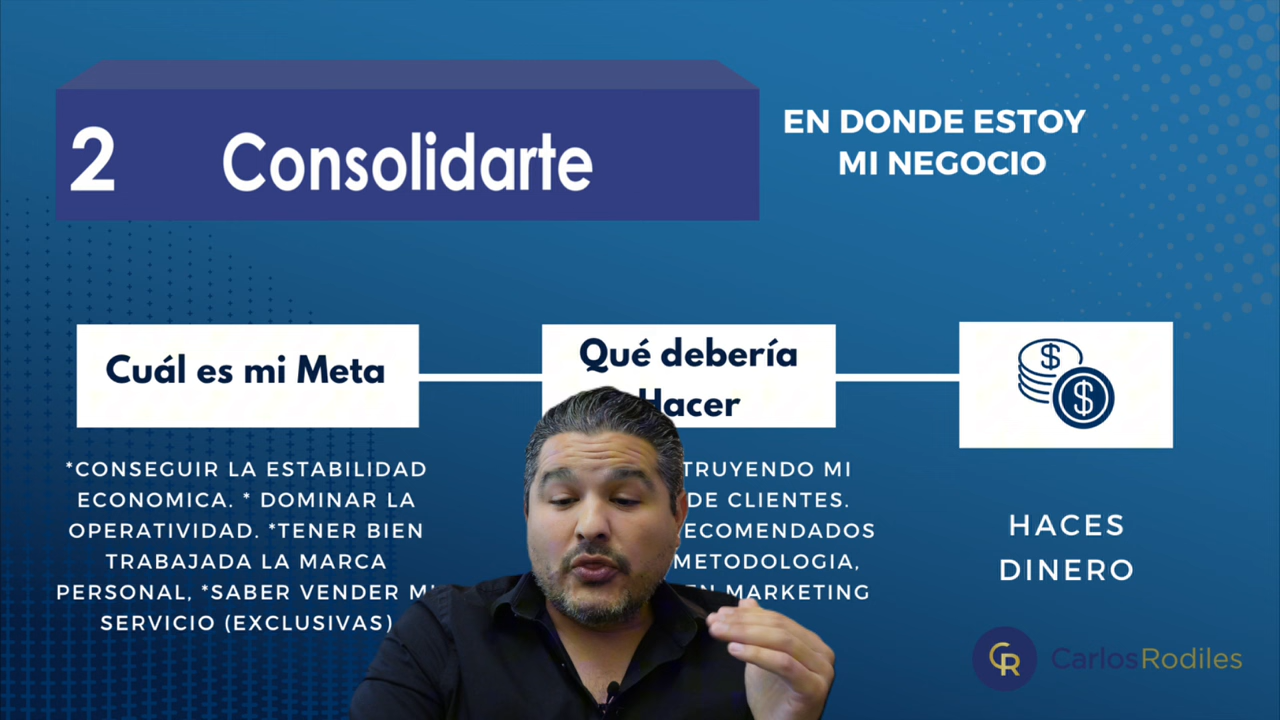 2 Consolidarte
EN DONDE ESTOY
MI NEGOCIO
Cuál es mi Meta
*CONSEGUIR LA ESTABILIDAD
ECONOMICA. * DOMINAR LA
OPERATIVIDAD. *TENER BIEN
TRABAJADA LA MARCA
PERSONAL, *SABER VENDER
SERVICIO (EXCLUSIVAS)
Qué debería
Hacer
MI
DE CLIENTES.
METODOLOGIA,
MARKETING
$
$
HACES
DINERO
CR CarlosRodiles